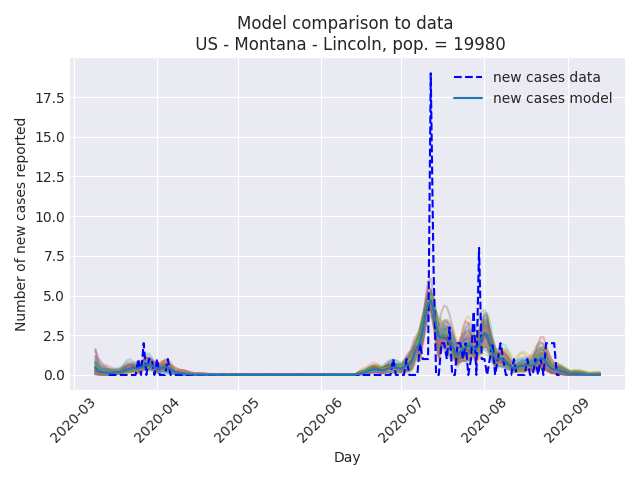 Model comparison to data
US - Montana - Lincoln, pop. = 19980
new cases data
new cases model
Number of new cases reported
17.5
15.0
12.5
10.0
7.5
5.0
2.5
0.0
2020-03
2020-04
2020-05
2020-06
2020-07
2020-08
2020-09
Day